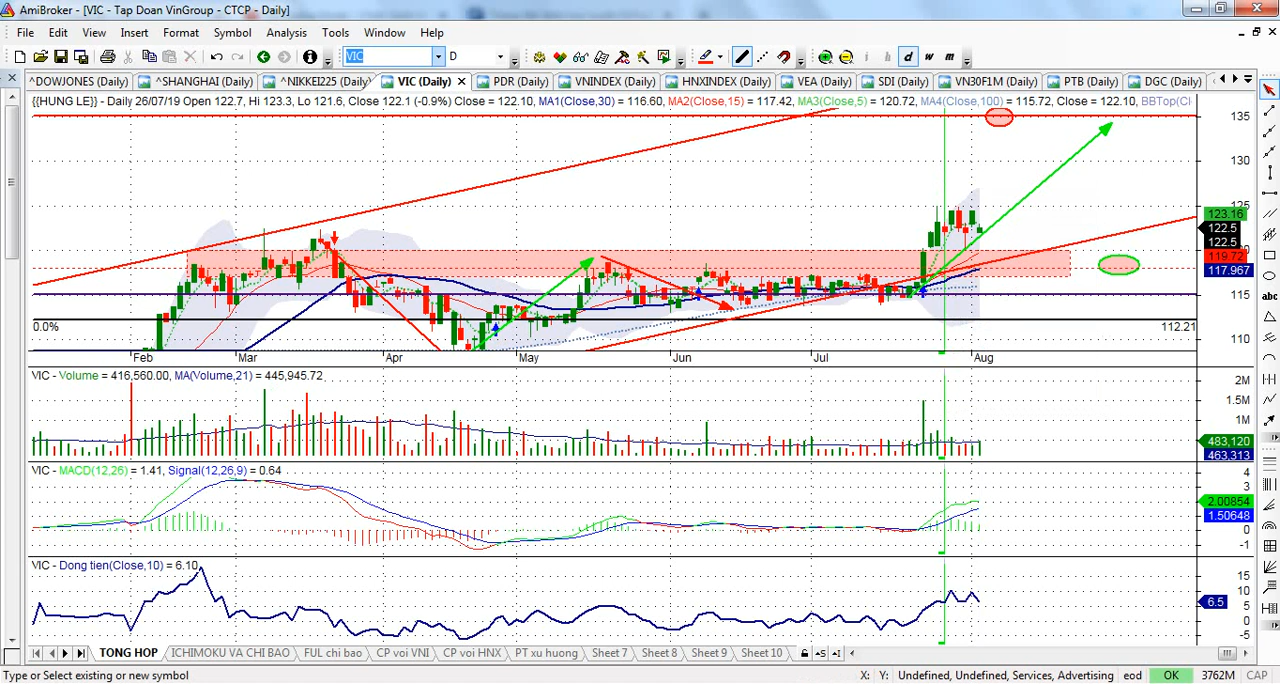 AmiBroker - [VIC - Tap Doan VinGroup - CTCP - Daily]
File Edit View Insert Format Symbol Analysis Tools Window Help
VIC D i h d w m
^DOWJONES (Daily) ^SHANGHAI (Daily) ^NIKKEI225 (Daily) VIC (Daily) PDR (Daily) VNINDEX (Daily) HNXINDEX (Daily) VEA (Daily) SDI (Daily) VN30F1M (Daily) PTB (Daily) DGC (Daily)
{{HUNG LE}} - Daily 26/07/19 Open 122.7, Hi 123.3, Lo 121.6, Close 122.1 (-0.9%) Close = 122.10, MA1(Close,30) = 116.60, MA2(Close,15) = 117.42, MA3(Close,5) = 120.72, MA4(Close,100) = 115.72, Close = 122.10, BBTop(Cl
135
130
125
123.16
122.5
122.5
119.72
117.967
115
0.0%
112.21
110
Feb Mar Apr May Jun Jul Aug
VIC - Volume = 416,560.00, MA(Volume,21) = 445,945.72
2M
1.5M
1M
483,120
463,313
VIC - MACD(12,26) = 1.41, Signal(12,26,9) = 0.64
4
3
2.00854
1.50648
0
-1
VIC - Dong tien(Close,10) = 6.10
15
10
6.5
5
0
-5
TONG HOP ICHIMOKU VA CHI BAO FUL chi bao CP voi VNI CP voi HNX PT xu huong Sheet 7 Sheet 8 Sheet 9 Sheet 10
Type or Select existing or new symbol X: Y: Undefined, Undefined, Services, Advertising eod OK 3762M CAP
abc